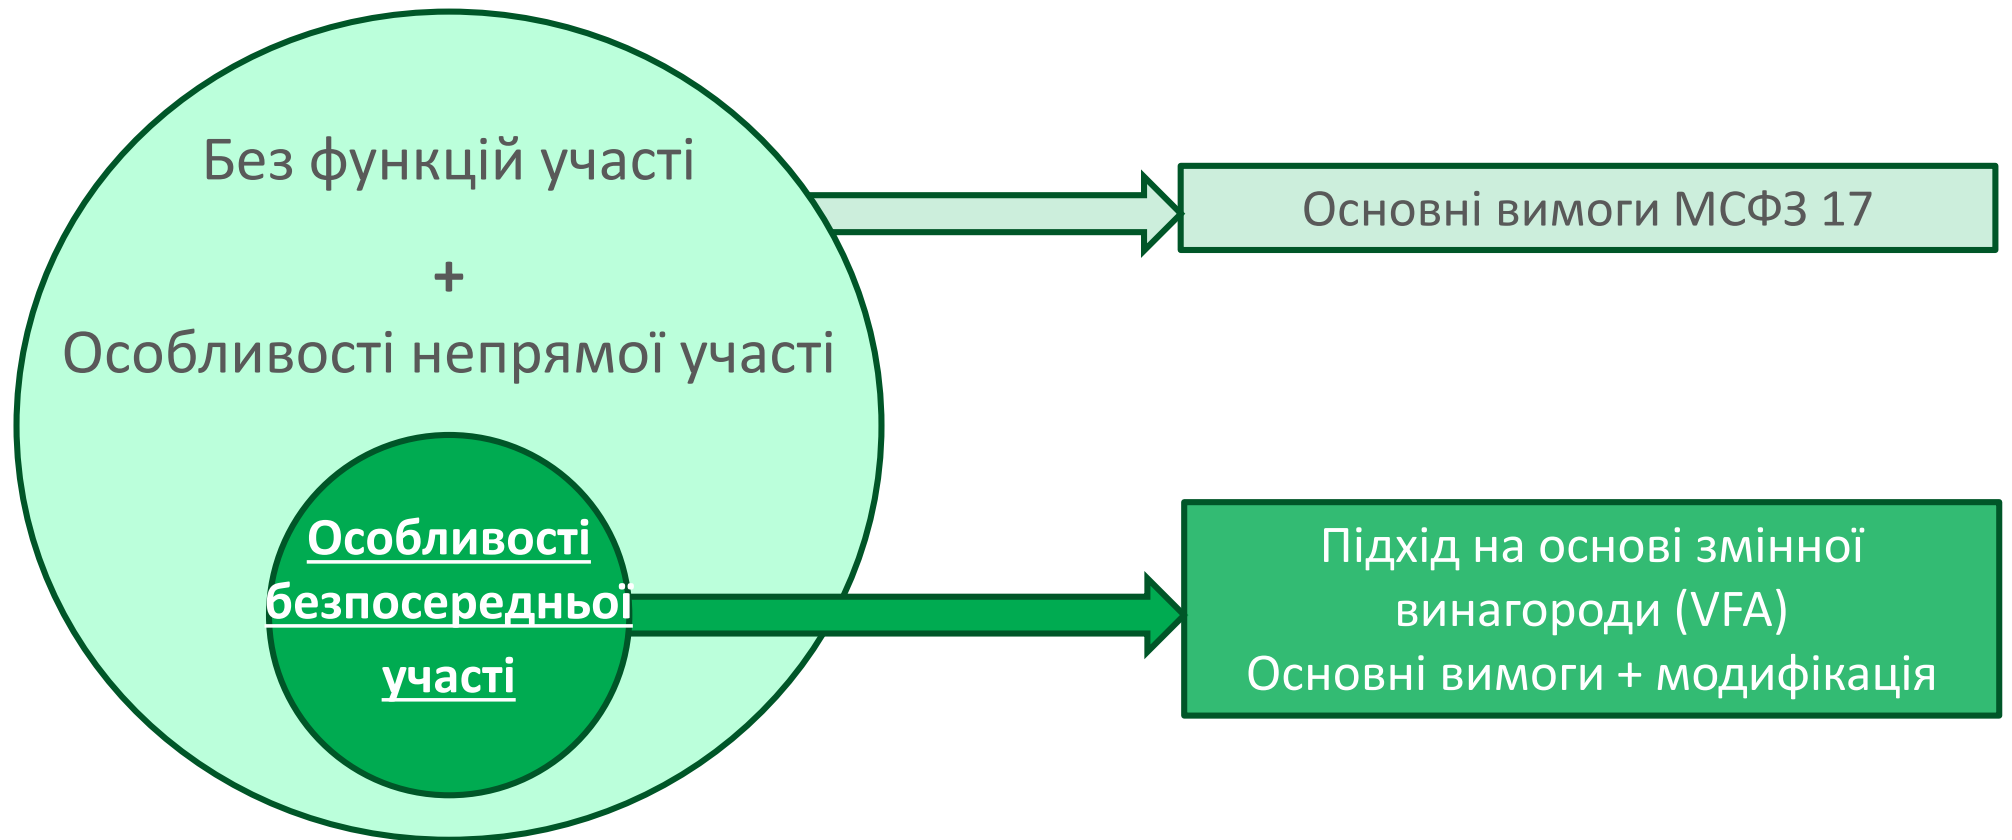 Без функцій участі
+
Особливості непрямої участі
Основні вимоги МСФЗ 17
Особливості
безпосередньої
участі
Підхід на основі змінної
винагороди (VFA)
Основні вимоги + модифікація